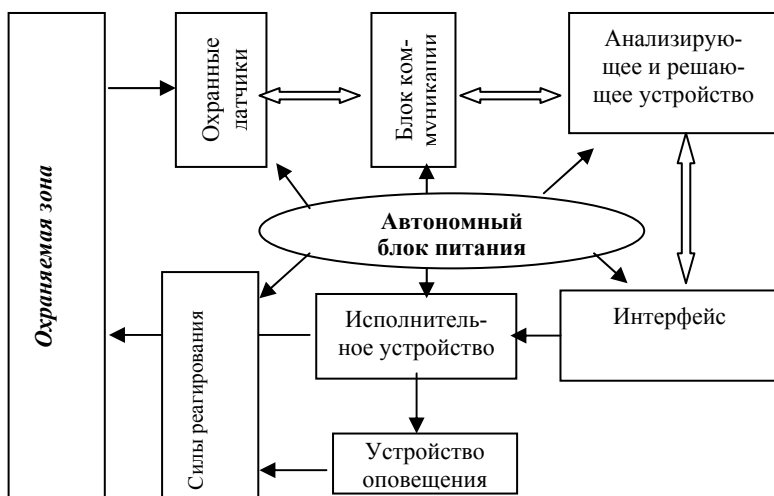 Охраняемая зона
Охранные
датчики
Блок ком-
муникации
Анализирую-
щее и решаю-
щее устройство
Автономный
блок питания
Силы реагирования
Исполнитель-
ное устройство
Интерфейс
Устройство
оповещения